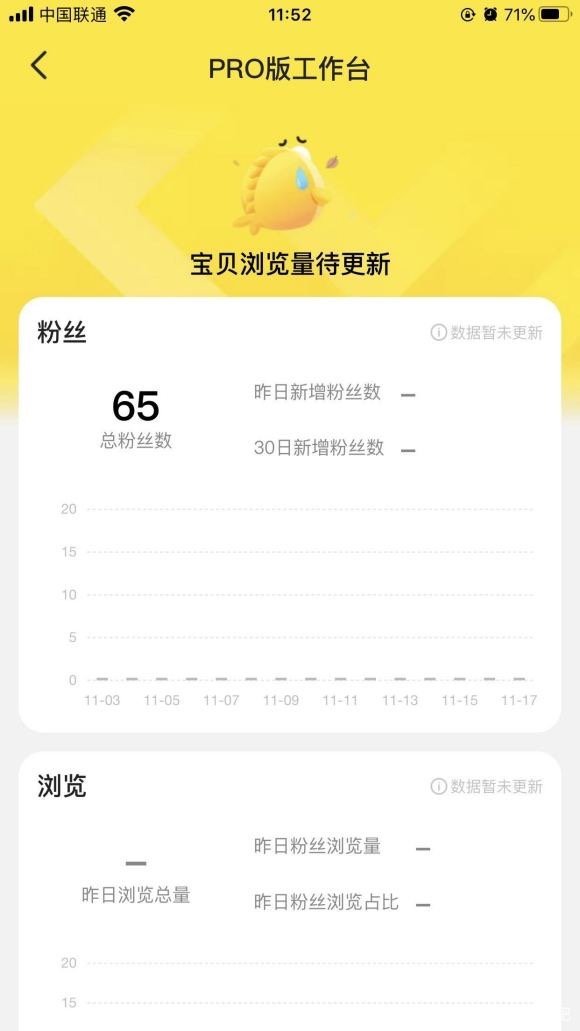 中国联通 11:52 71%
PRO版工作台
宝贝浏览量待更新
粉丝 数据暂未更新
65
总粉丝数
昨日新增粉丝数 —
30日新增粉丝数 —
20
15
10
5
0
11-03 11-05 11-07 11-09 11-11 11-13 11-15 11-17
浏览 数据暂未更新
—
昨日浏览总量
昨日粉丝浏览量 —
昨日粉丝浏览占比 —
20
15